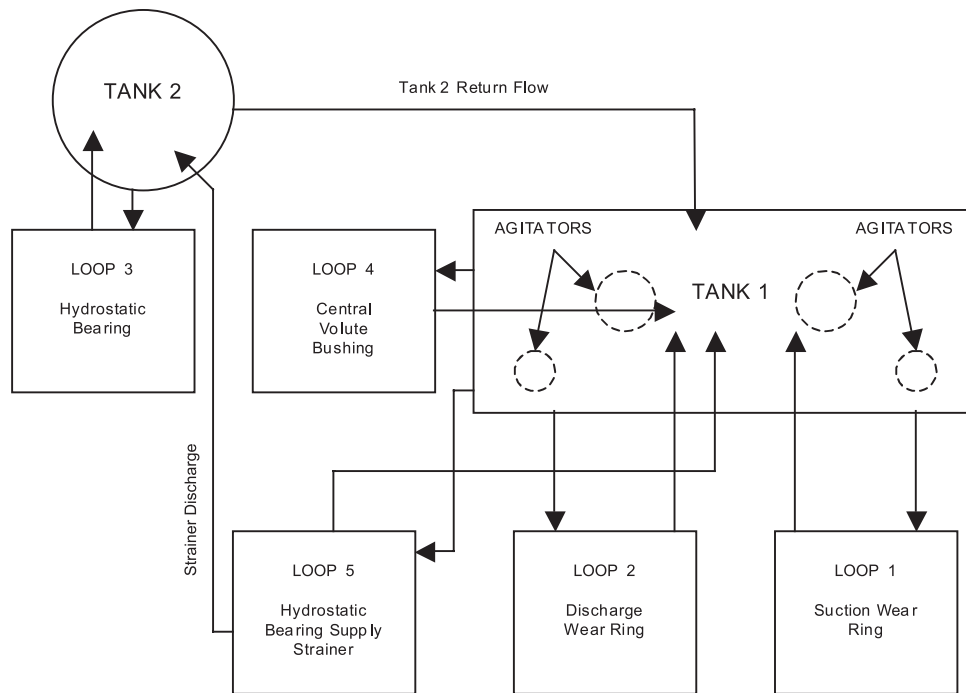 TANK 2
Tank 2 Return Flow
AGITATORS
AGITATORS
LOOP 3
Hydrostatic
Bearing
LOOP 4
Central
Volute
Bushing
TANK 1
Strainer Discharge
LOOP 5
Hydrostatic
Bearing Supply
Strainer
LOOP 2
Discharge
Wear Ring
LOOP 1
Suction Wear
Ring